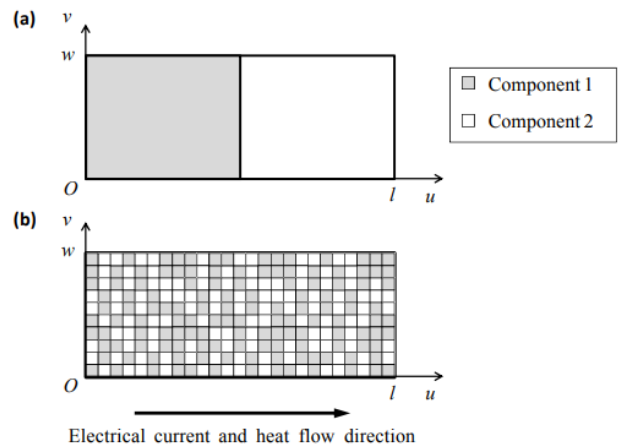 (a)
v
w
O
l
u
Component 1
Component 2
(b)
v
w
O
l
u
Electrical current and heat flow direction